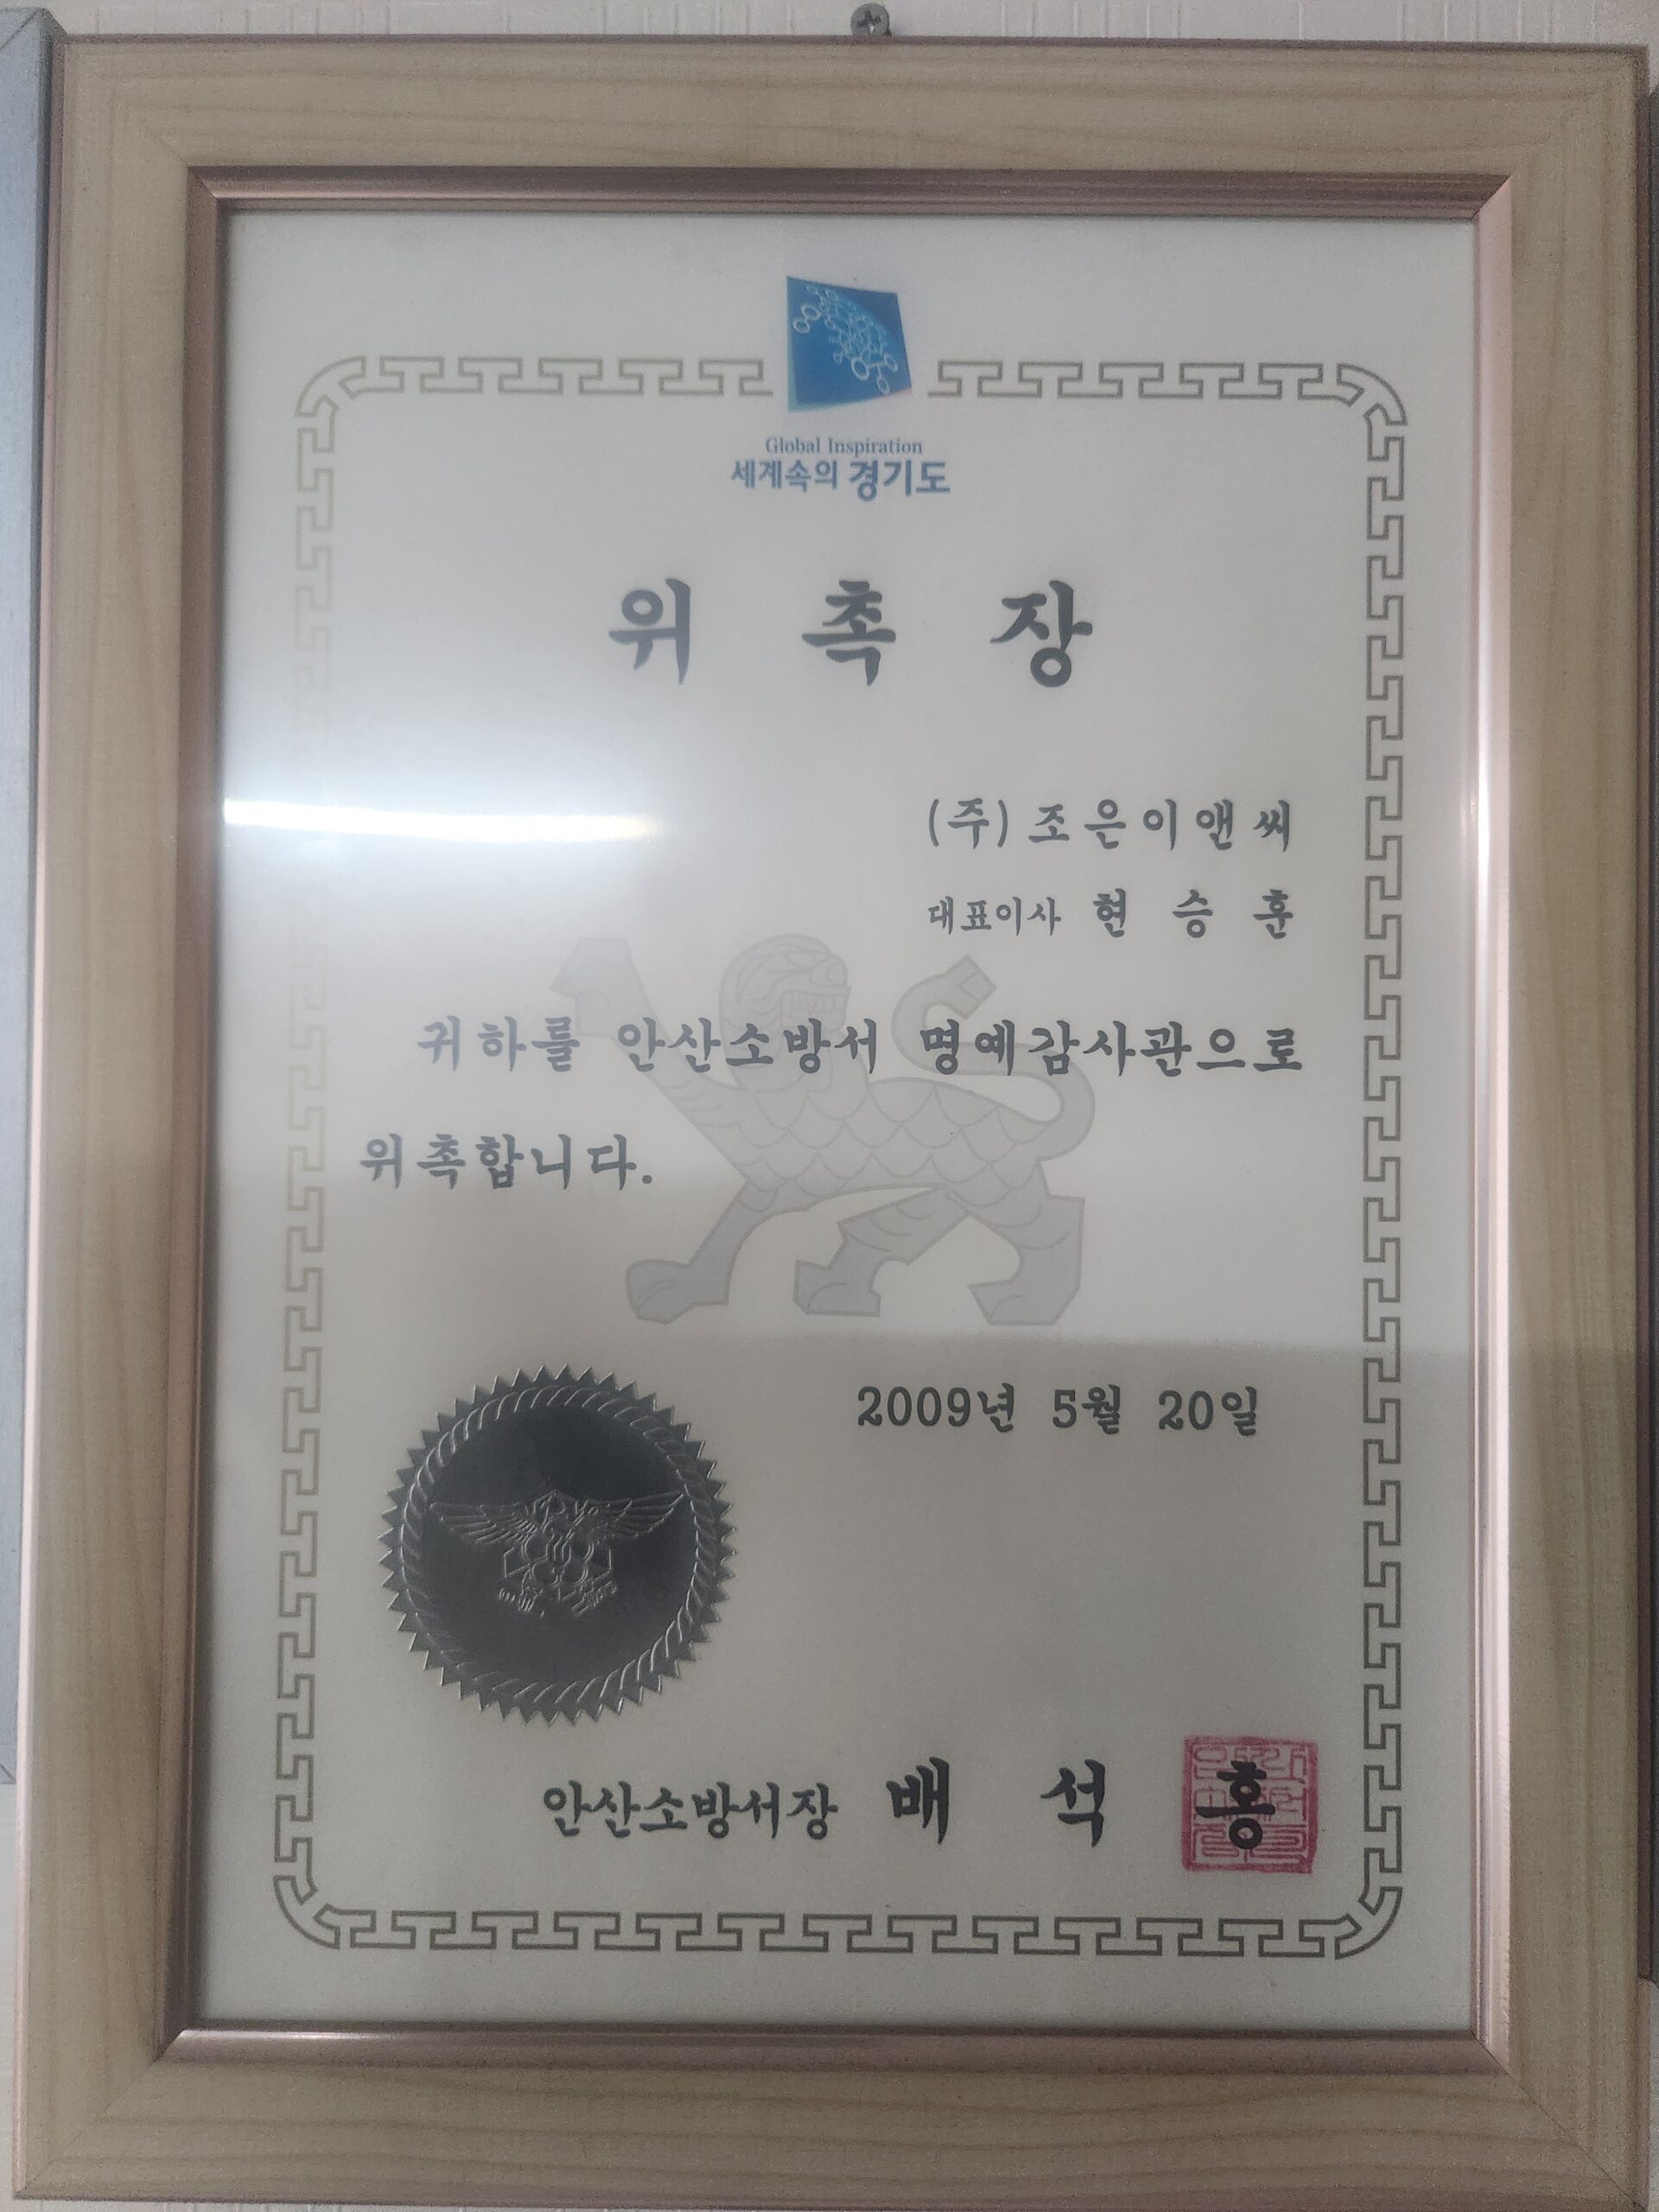 Global Inspiration
세계속의 경기도
위 촉 장
(주) 조은이앤씨
대표이사 현 승 훈
귀하를 안산소방서 명예감사관으로
위촉합니다.
2009년 5월 20일
안산소방서장 배 석 홍